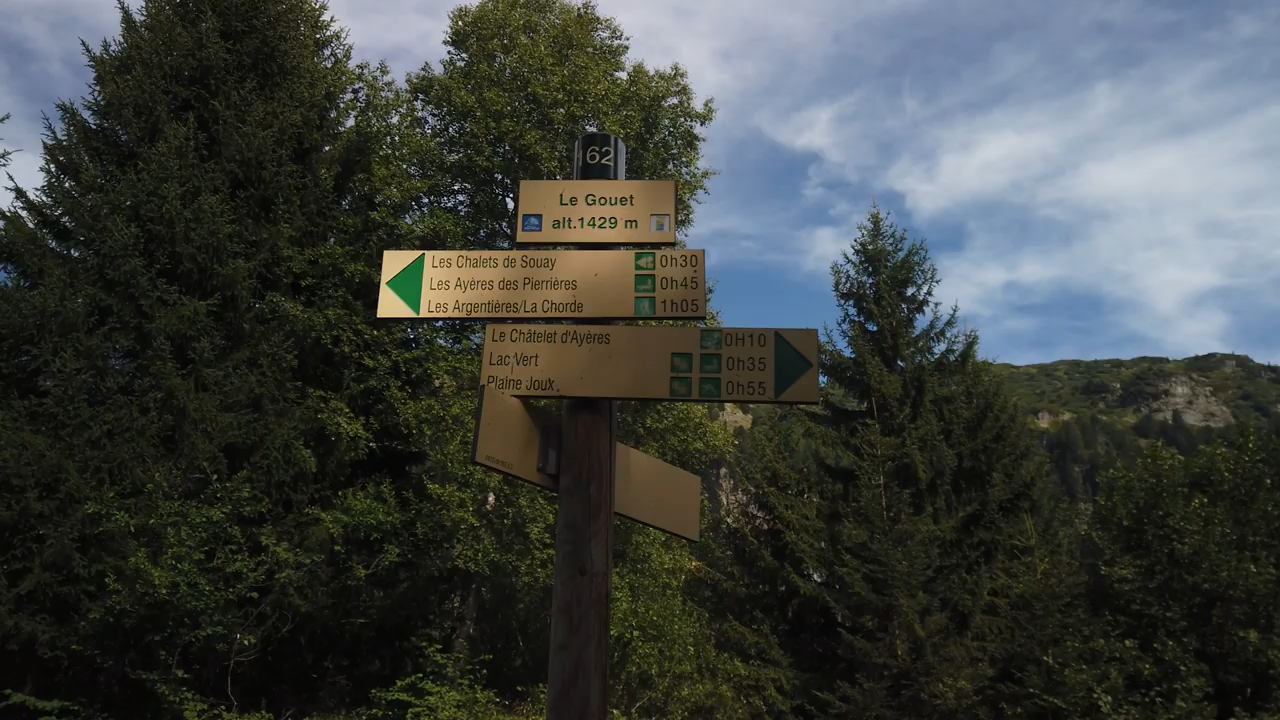 62
Le Gouet
alt.1429 m
Les Chalets de Souay 0h30
Les Ayères des Pierrières 0h45
Les Argentières/La Chorde 1h05
Le Châtelet d'Ayères 0H10
Lac Vert 0h35
Plaine Joux 0h55